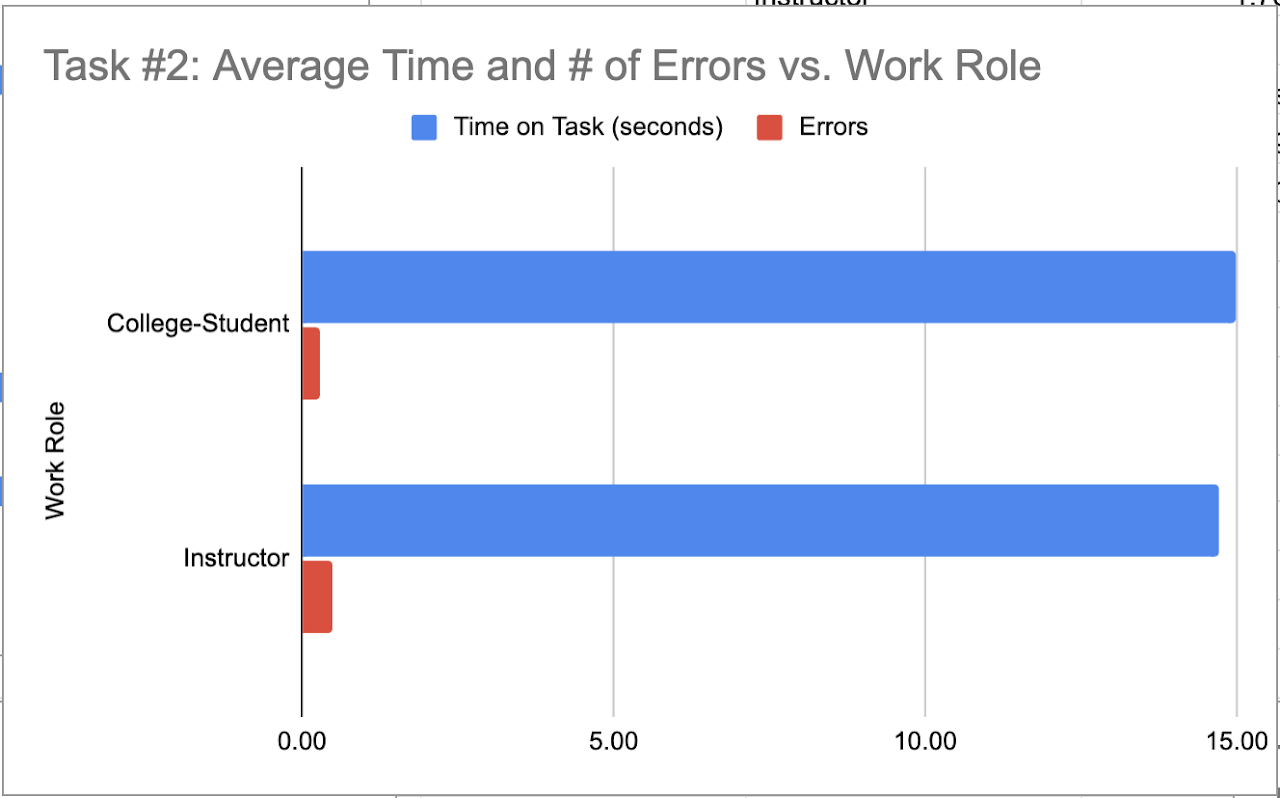 Instructor
Task #2: Average Time and # of Errors vs. Work Role
Time on Task (seconds) Errors
College-Student
Work Role
Instructor
0.00 5.00 10.00 15.00